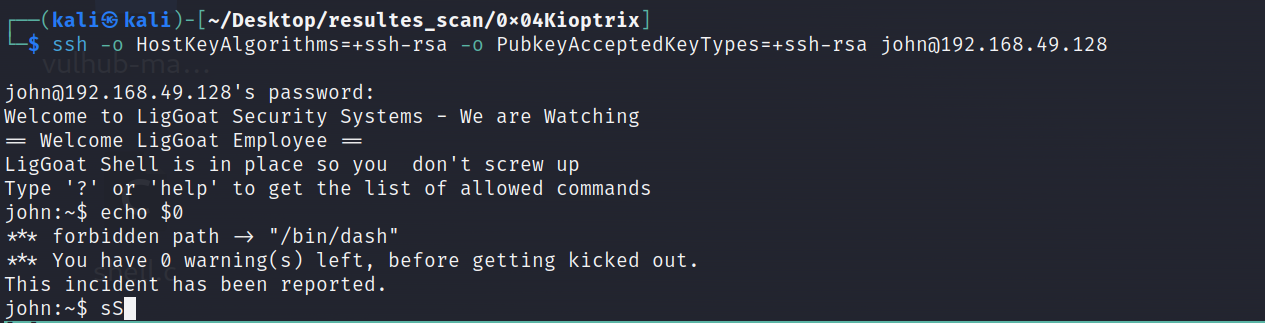 ┌──(kali㉿kali)-[~/Desktop/resultes_scan/0×04Kioptrix]
└─$ ssh -o HostKeyAlgorithms=+ssh-rsa -o PubkeyAcceptedKeyTypes=+ssh-rsa john@192.168.49.128
vulhub-ma...
john@192.168.49.128's password:
Welcome to LigGoat Security Systems - We are Watching
== Welcome LigGoat Employee ==
LigGoat Shell is in place so you  don't screw up
Type '?' or 'help' to get the list of allowed commands
john:~$ echo $0
*** forbidden path -> "/bin/dash"
*** You have 0 warning(s) left, before getting kicked out.
shell.c
This incident has been reported.
john:~$ sS